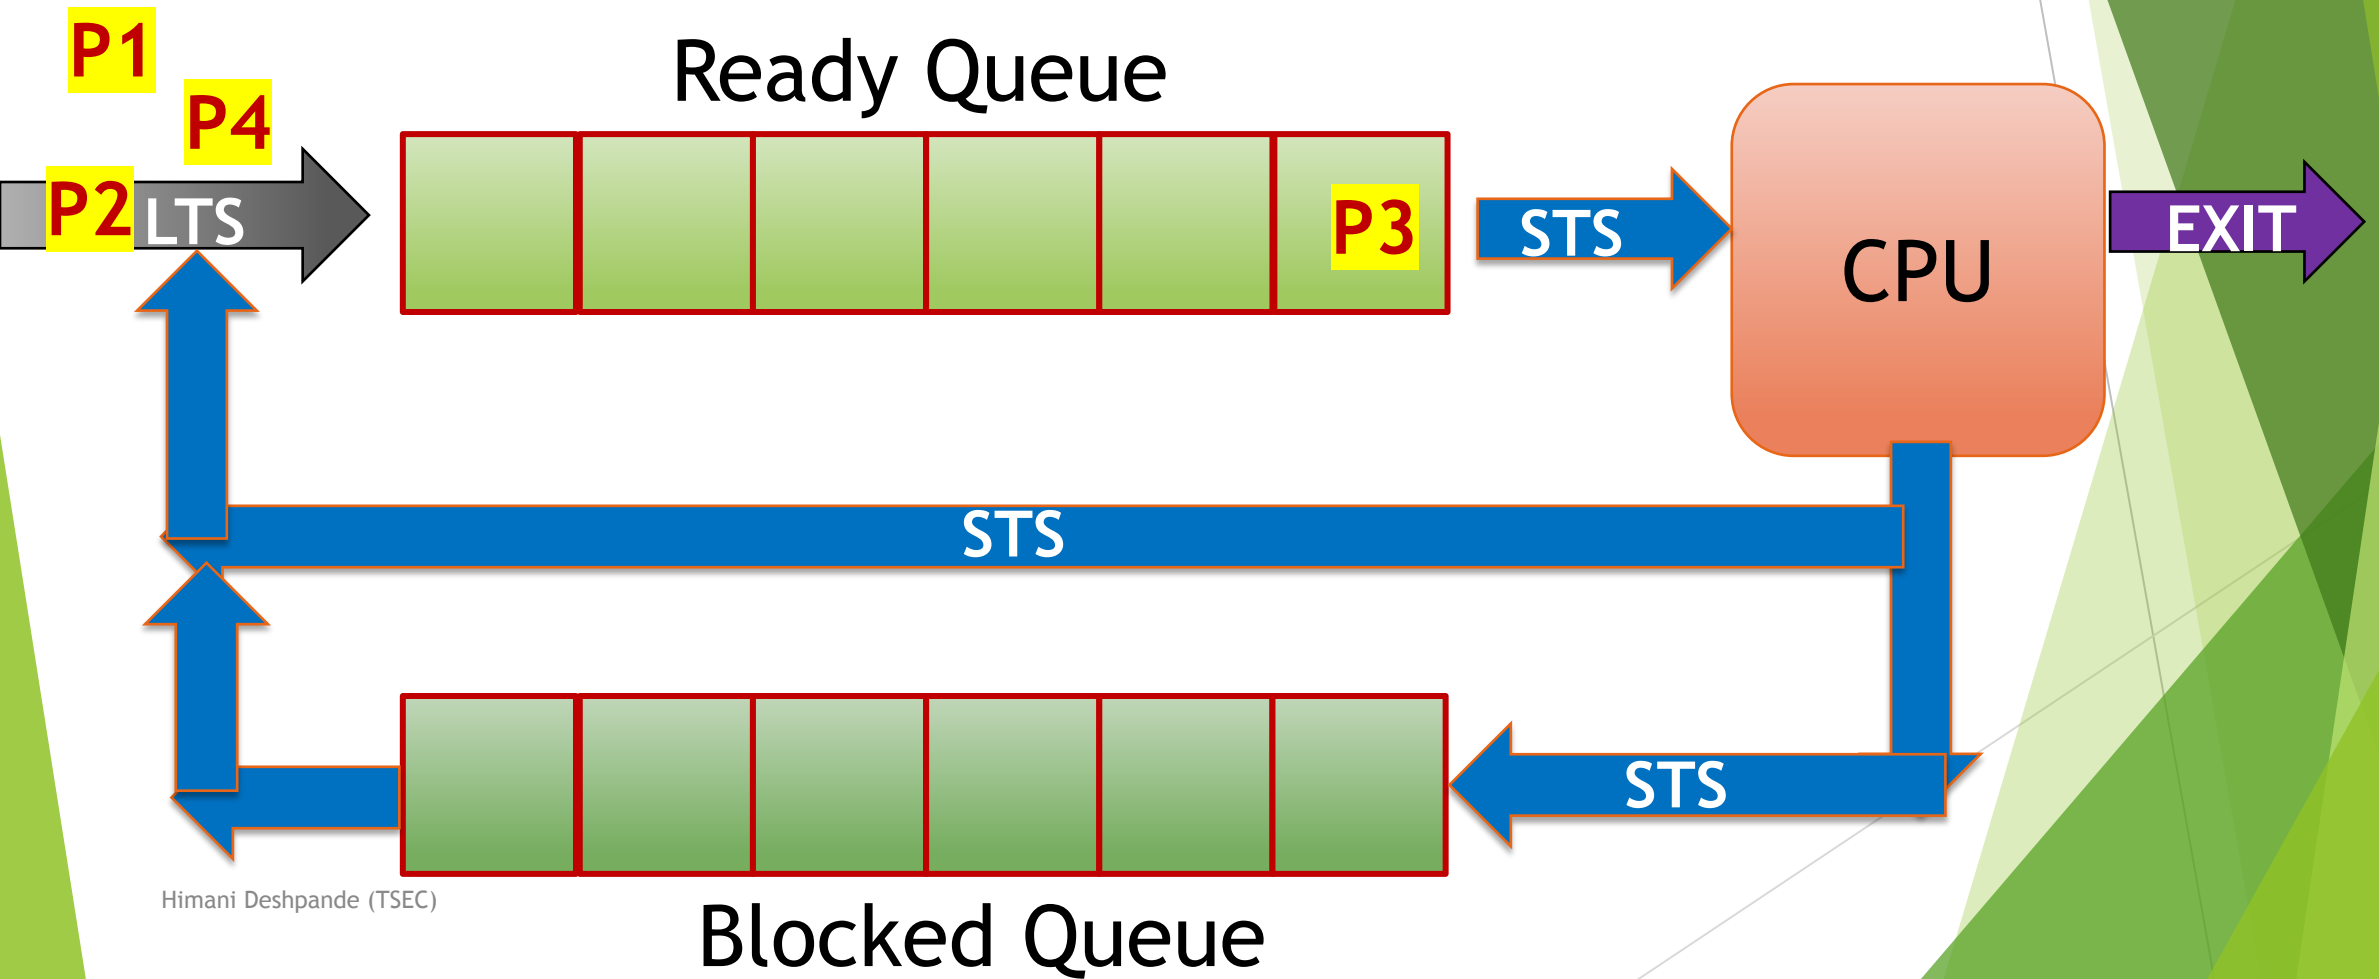 P1
Ready Queue
P4
P2
LTS
P3
STS
CPU
EXIT
STS
STS
Himani Deshpande (TSEC)
Blocked Queue